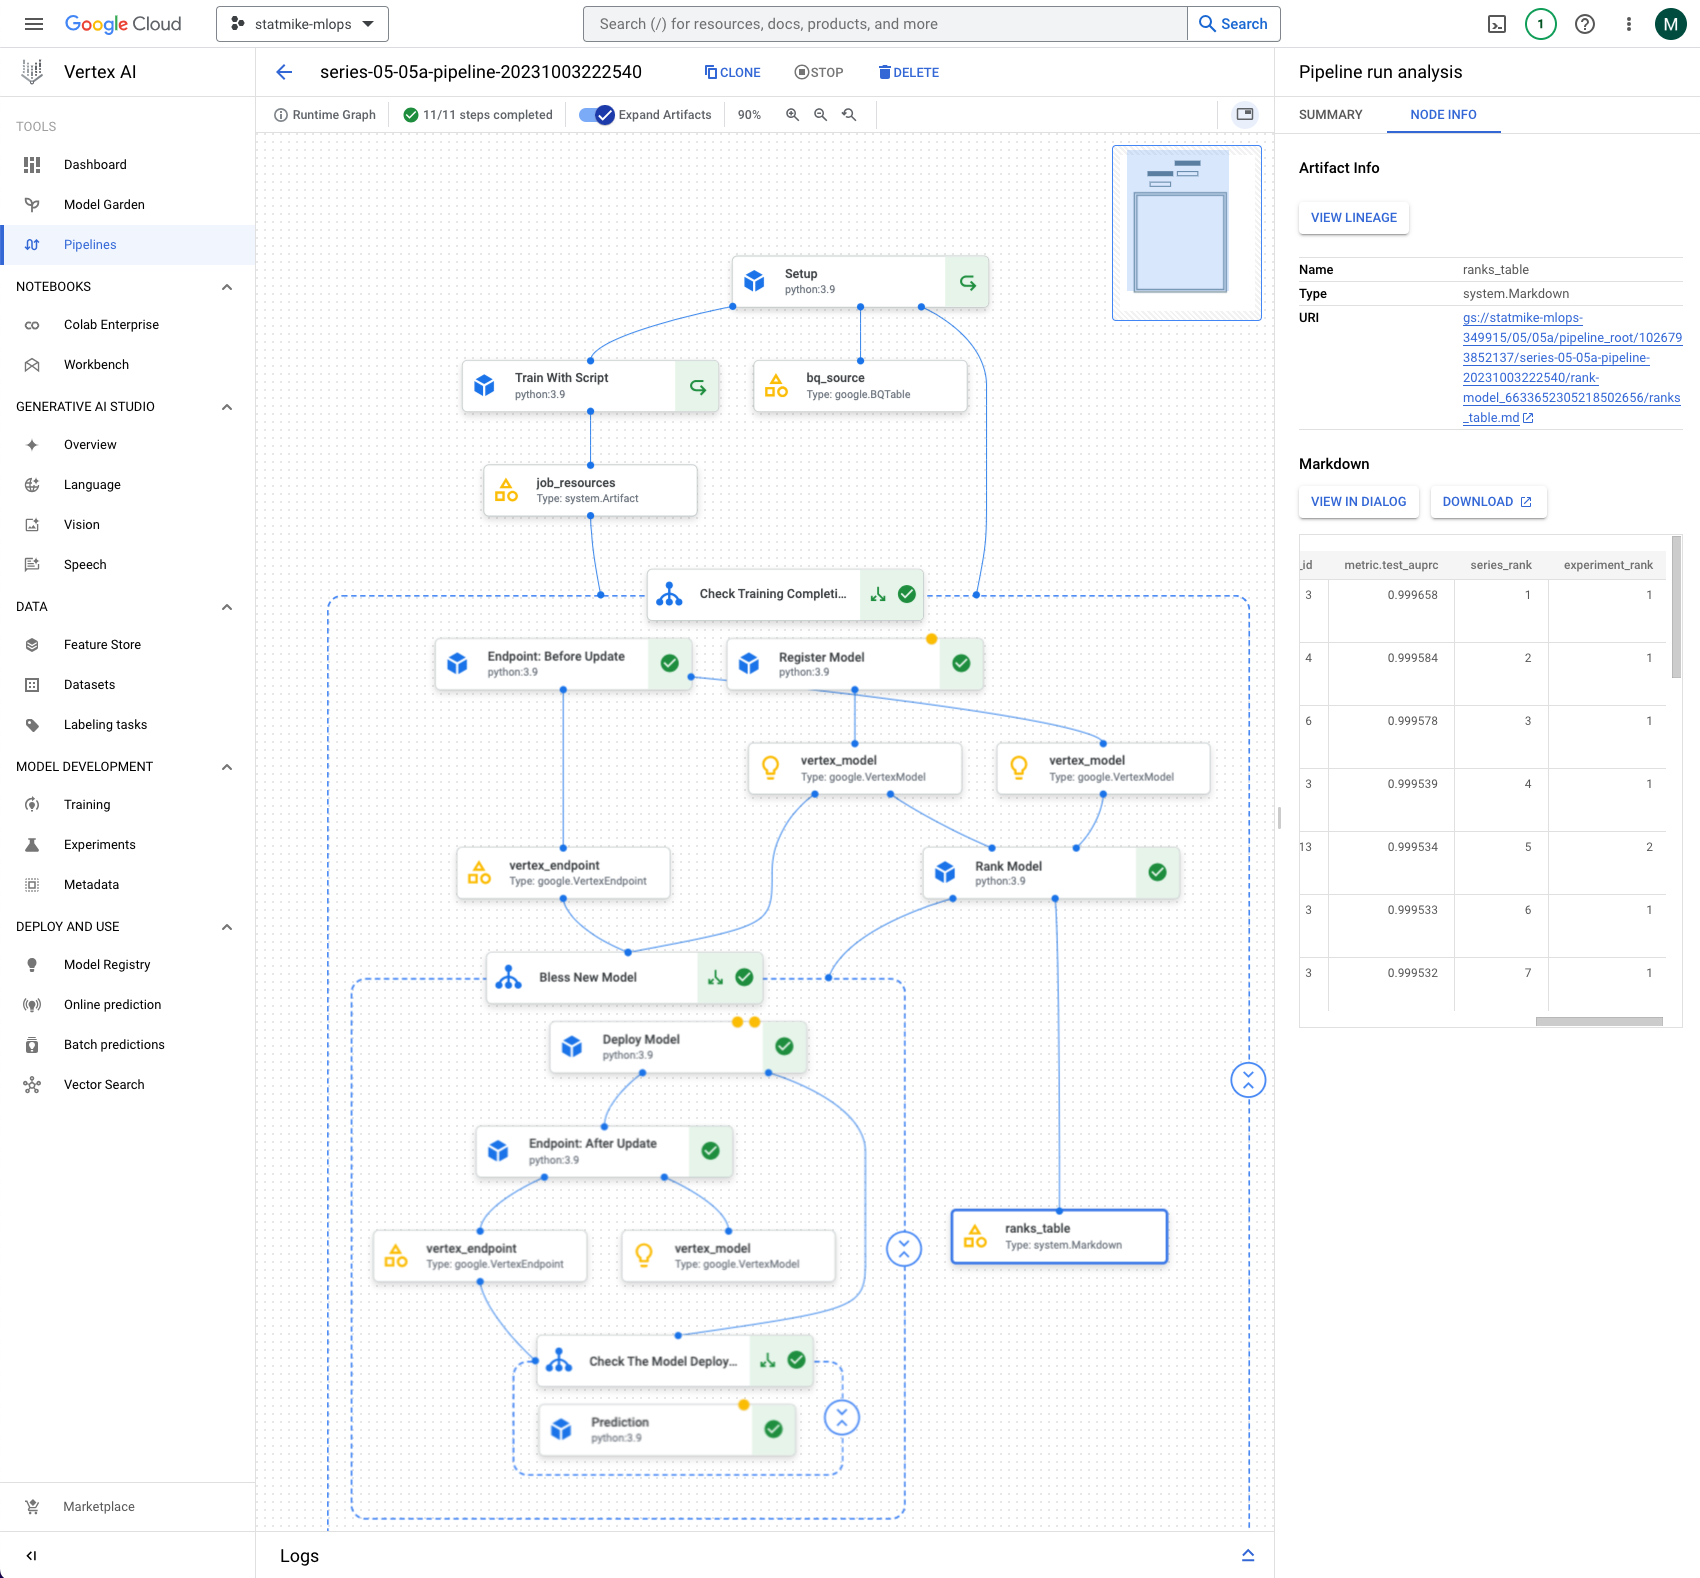 Google Cloud
statmike-mlops
Search (/) for resources, docs, products, and more
Search
1
M
Vertex AI
TOOLS
Dashboard
Model Garden
Pipelines
NOTEBOOKS
Colab Enterprise
Workbench
GENERATIVE AI STUDIO
Overview
Language
Vision
Speech
DATA
Feature Store
Datasets
Labeling tasks
MODEL DEVELOPMENT
Training
Experiments
Metadata
DEPLOY AND USE
Model Registry
Online prediction
Batch predictions
Vector Search
Marketplace
series-05-05a-pipeline-20231003222540
CLONE
STOP
DELETE
Runtime Graph
11/11 steps completed
Expand Artifacts
90%
Setup
python:3.9
Train With Script
python:3.9
bq_source
Type: google.BQTable
job_resources
Type: system.Artifact
Check Training Completi...
Endpoint: Before Update
python:3.9
Register Model
python:3.9
vertex_model
Type: google.VertexModel
vertex_model
Type: google.VertexModel
vertex_endpoint
Type: google.VertexEndpoint
Rank Model
python:3.9
Bless New Model
Deploy Model
python:3.9
Endpoint: After Update
python:3.9
vertex_endpoint
Type: google.VertexEndpoint
vertex_model
Type: google.VertexModel
ranks_table
Type: system.Markdown
Check The Model Deploy...
Prediction
python:3.9
Logs
Pipeline run analysis
SUMMARY
NODE INFO
Artifact Info
VIEW LINEAGE
Name ranks_table
Type system.Markdown
URI gs://statmike-mlops-
349915/05/05a/pipeline_root/102679
3852137/series-05-05a-pipeline-
20231003222540/rank-
model_6633652305218502656/ranks
_table.md
Markdown
VIEW IN DIALOG
DOWNLOAD
_id metric.test_auprc series_rank experiment_rank
3 0.999658 1 1
4 0.999584 2 1
6 0.999578 3 1
3 0.999539 4 1
13 0.999534 5 2
3 0.999533 6 1
3 0.999532 7 1